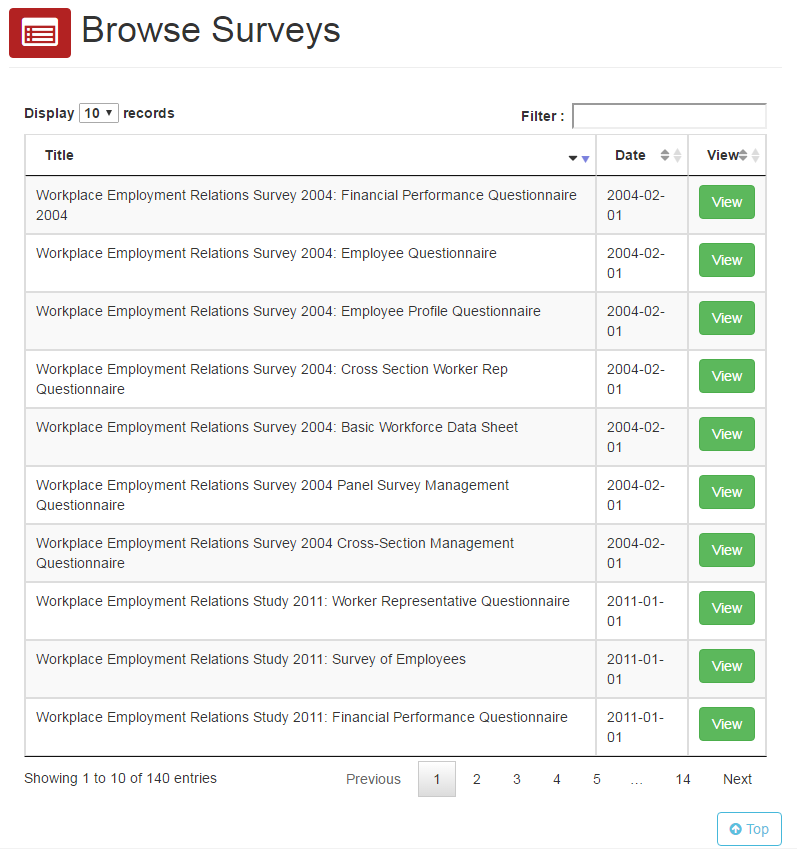 Browse Surveys
Display 10 records
Filter :
Title Date View
Workplace Employment Relations Survey 2004: Financial Performance Questionnaire 2004-02- View
2004 01
Workplace Employment Relations Survey 2004: Employee Questionnaire 2004-02- View
01
Workplace Employment Relations Survey 2004: Employee Profile Questionnaire 2004-02- View
01
Workplace Employment Relations Survey 2004: Cross Section Worker Rep 2004-02- View
Questionnaire 01
Workplace Employment Relations Survey 2004: Basic Workforce Data Sheet 2004-02- View
01
Workplace Employment Relations Survey 2004 Panel Survey Management 2004-02- View
Questionnaire 01
Workplace Employment Relations Survey 2004 Cross-Section Management 2004-02- View
Questionnaire 01
Workplace Employment Relations Study 2011: Worker Representative Questionnaire 2011-01- View
01
Workplace Employment Relations Study 2011: Survey of Employees 2011-01- View
01
Workplace Employment Relations Study 2011: Financial Performance Questionnaire 2011-01- View
01
Showing 1 to 10 of 140 entries Previous 1 2 3 4 5 … 14 Next
Top